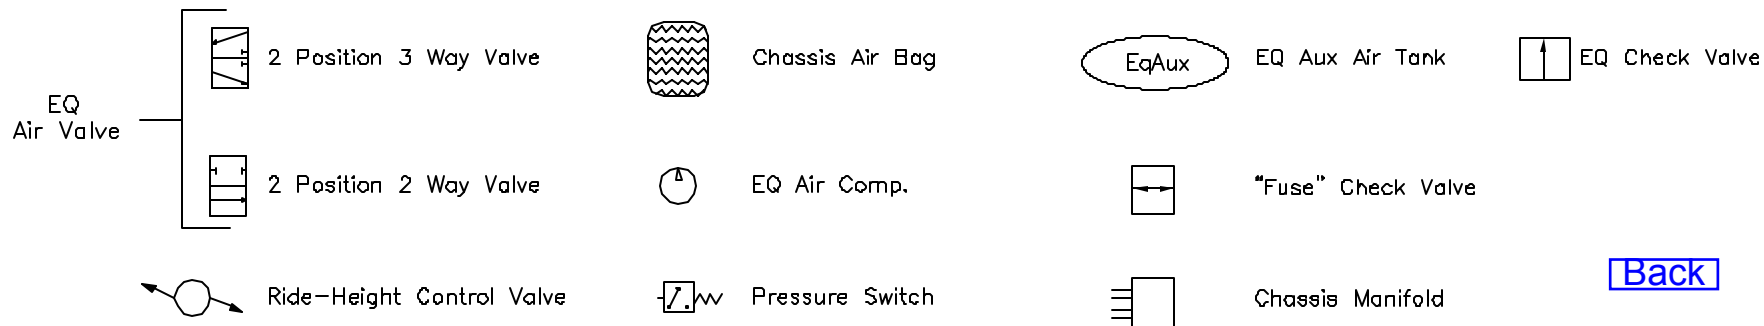 2 Position 3 Way Valve
Chassis Air Bag
EqAux
EQ Aux Air Tank
EQ Check Valve
EQ
Air Valve
2 Position 2 Way Valve
EQ Air Comp.
"Fuse" Check Valve
Ride-Height Control Valve
Pressure Switch
Chassis Manifold
Back